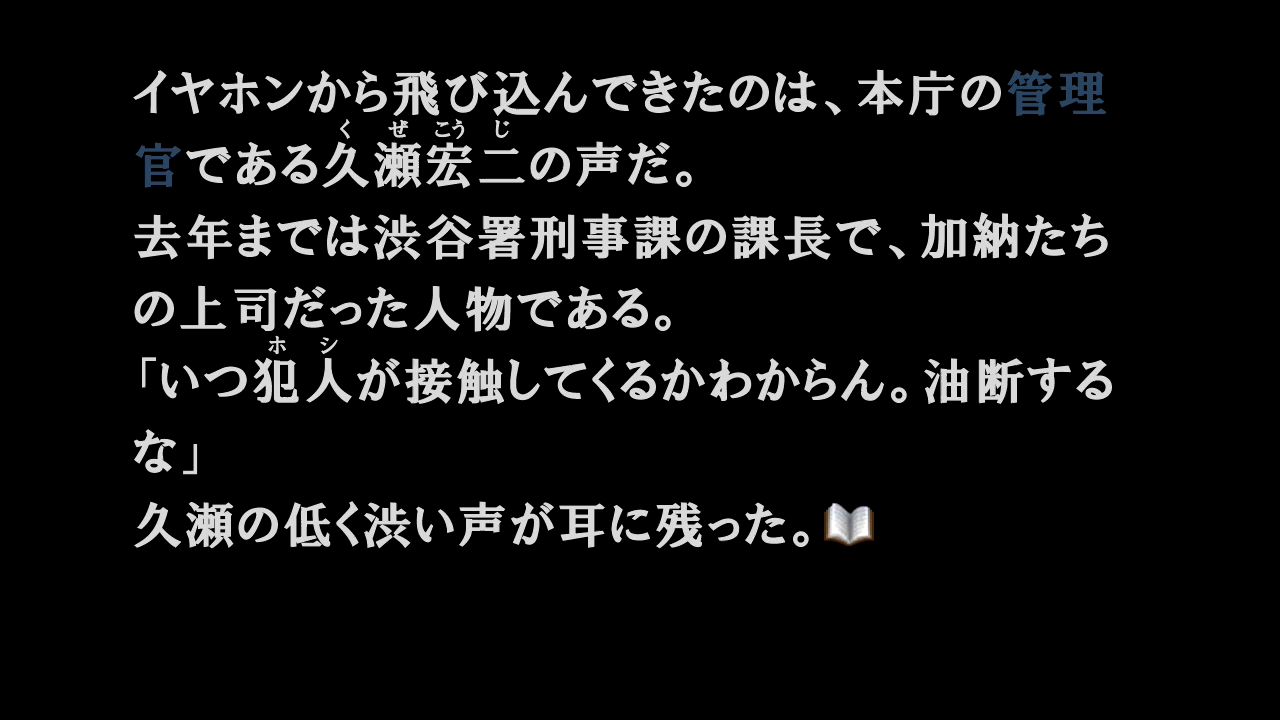 イヤホンから飛び込んできたのは、本庁の管理
官である久瀬宏二の声だ。
くぜこうじ
去年までは渋谷署刑事課の課長で、加納たち
の上司だった人物である。
「いつ犯人が接触してくるかわからん。油断する
ホシ
な」
久瀬の低く渋い声が耳に残った。